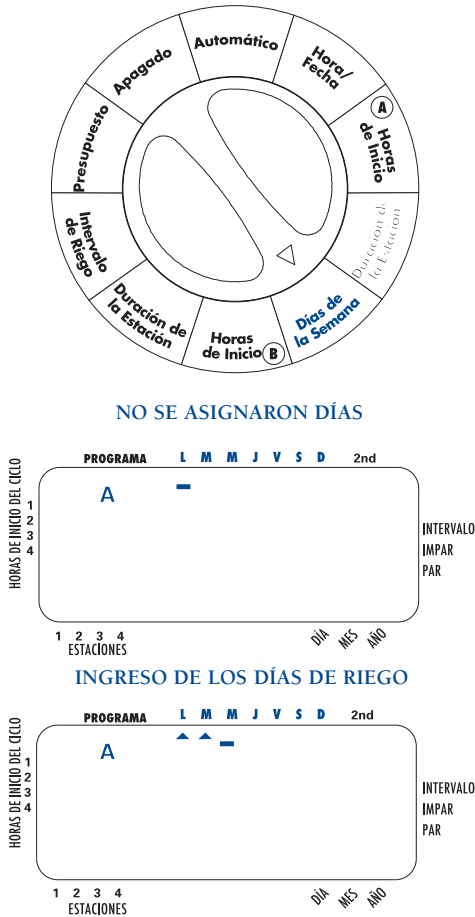 Automático
Hora/
Fecha
A
Horas
de Inicio
Duración de
la Estación
Días de
la Semana
Horas
de Inicio B
Duración de
la Estación
Intervalo
de Riego
Presupuesto
Apagado
NO SE ASIGNARON DÍAS
PROGRAMA L M M J V S D 2nd
HORAS DE INICIO DEL CICLO
A
1
2
3
4
INTERVALO
IMPAR
PAR
1 2 3 4
ESTACIONES
DÍA MES AÑO
INGRESO DE LOS DÍAS DE RIEGO
PROGRAMA L M M J V S D 2nd
HORAS DE INICIO DEL CICLO
A
1
2
3
4
INTERVALO
IMPAR
PAR
1 2 3 4
ESTACIONES
DÍA MES AÑO